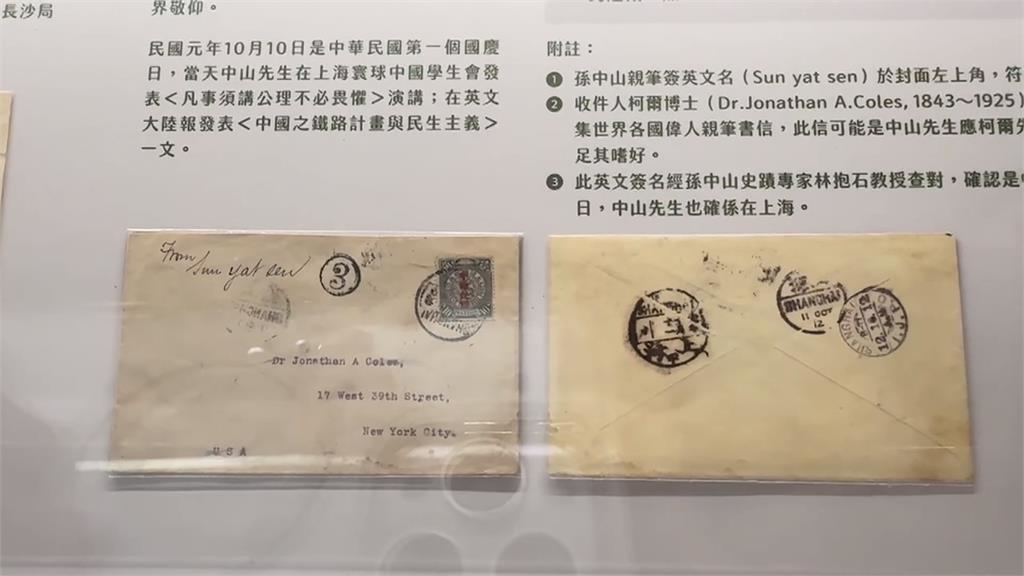 長沙局
界敬仰。
民國元年10月10日是中華民國第一個國慶
日，當天中山先生在上海寰球中國學生會發
表＜凡事須講公理不必畏懼＞演講；在英文
大陸報發表＜中國之鐵路計畫與民生主義＞
一文。
附註：
❶ 孫中山親筆簽英文名（Sun yat sen）於封面左上角，符
❷ 收件人柯爾博士（Dr.Jonathan A.Coles, 1843～1925）
集世界各國偉人親筆書信，此信可能是中山先生應柯爾先
足其嗜好。
❸ 此英文簽名經孫中山史蹟專家林抱石教授查對，確認是
日，中山先生也確係在上海。
From
Sun yat sen
3
Dr Jonathan A Coles,
17 West 39th Street,
New York City.
U S A
SHANGHAI
11 OCT
12